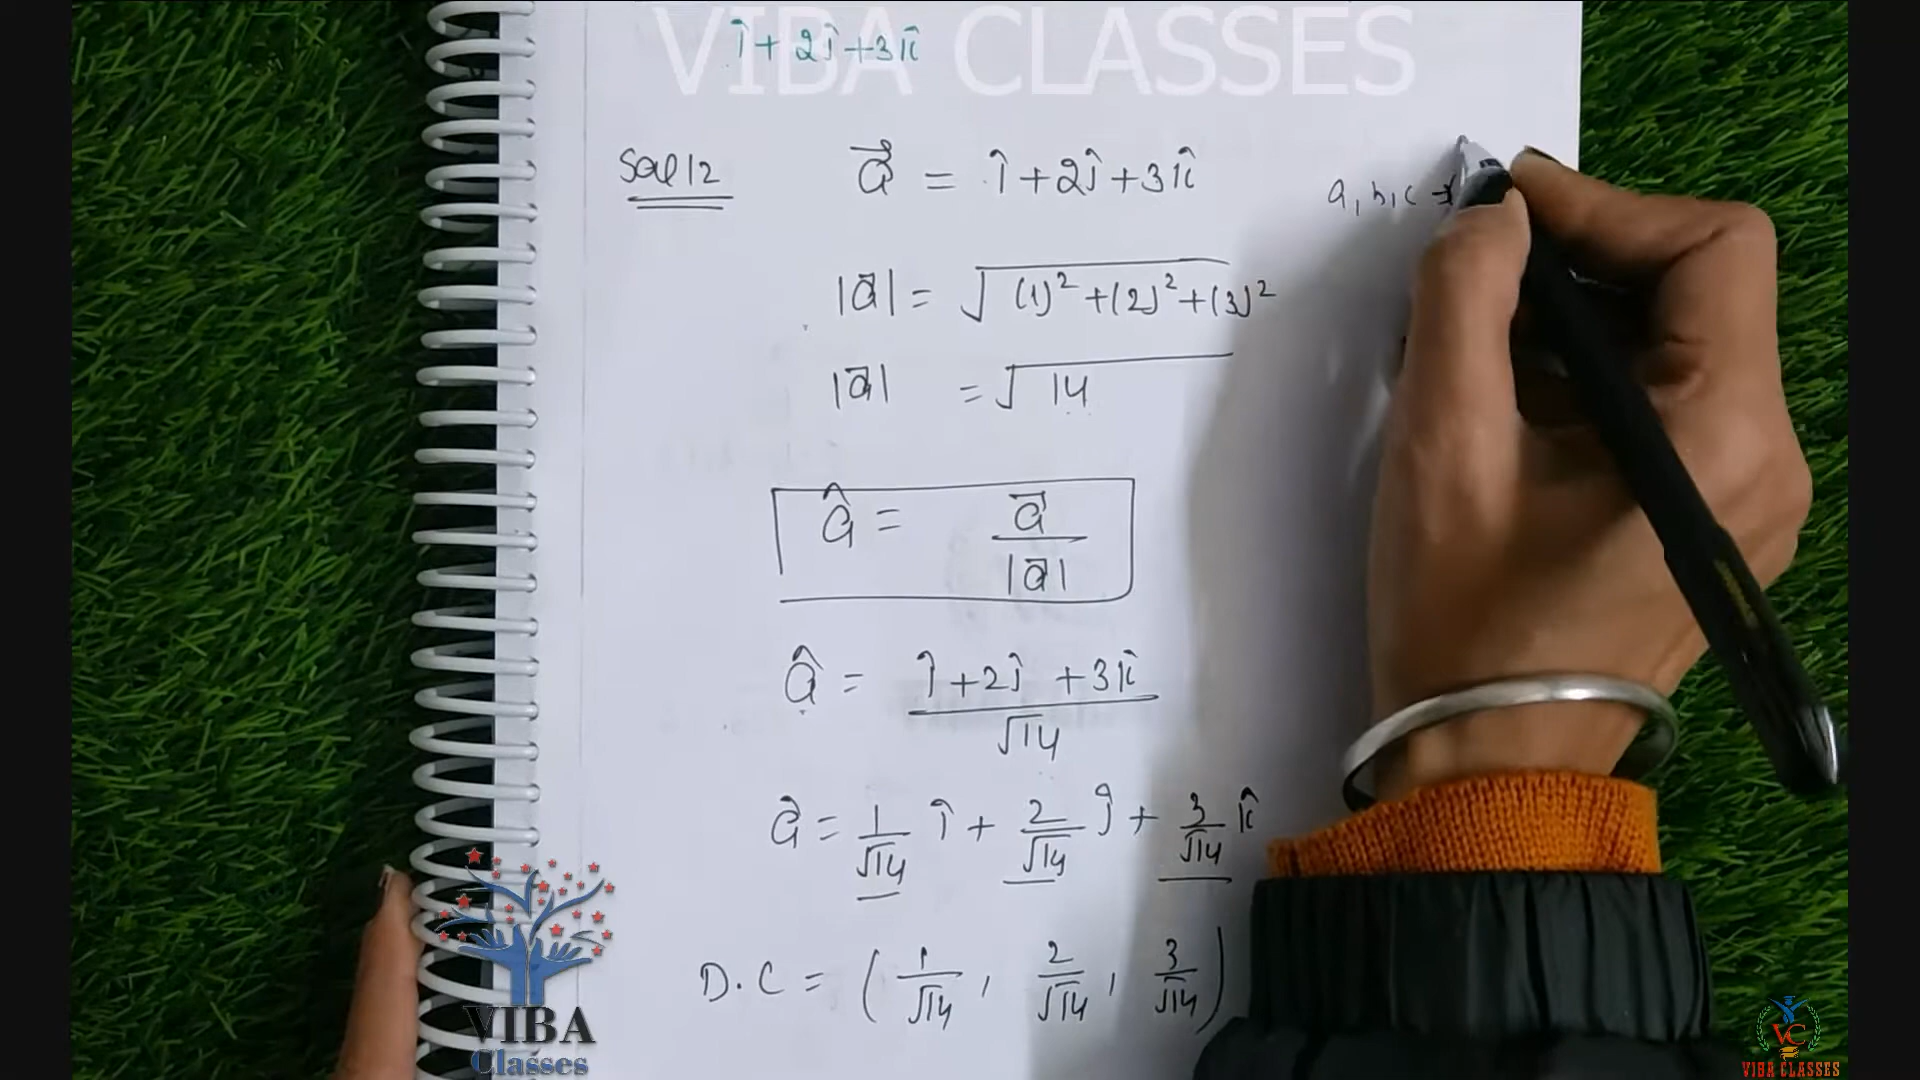 VIBA CLASSES
î + 2ĵ + 3k̂
Sol 12
a⃗ = î + 2ĵ + 3k̂
a, b, c →
|a⃗| = √(1)² + (2)² + (3)²
|a⃗| = √14
â = a⃗ / |a⃗|
â = î + 2ĵ + 3k̂ / √14
â = 1/√14 î + 2/√14 ĵ + 3/√14 k̂
D.C = (1/√14, 2/√14, 3/√14)
VIBA
Classes
VC
VIBA CLASSES